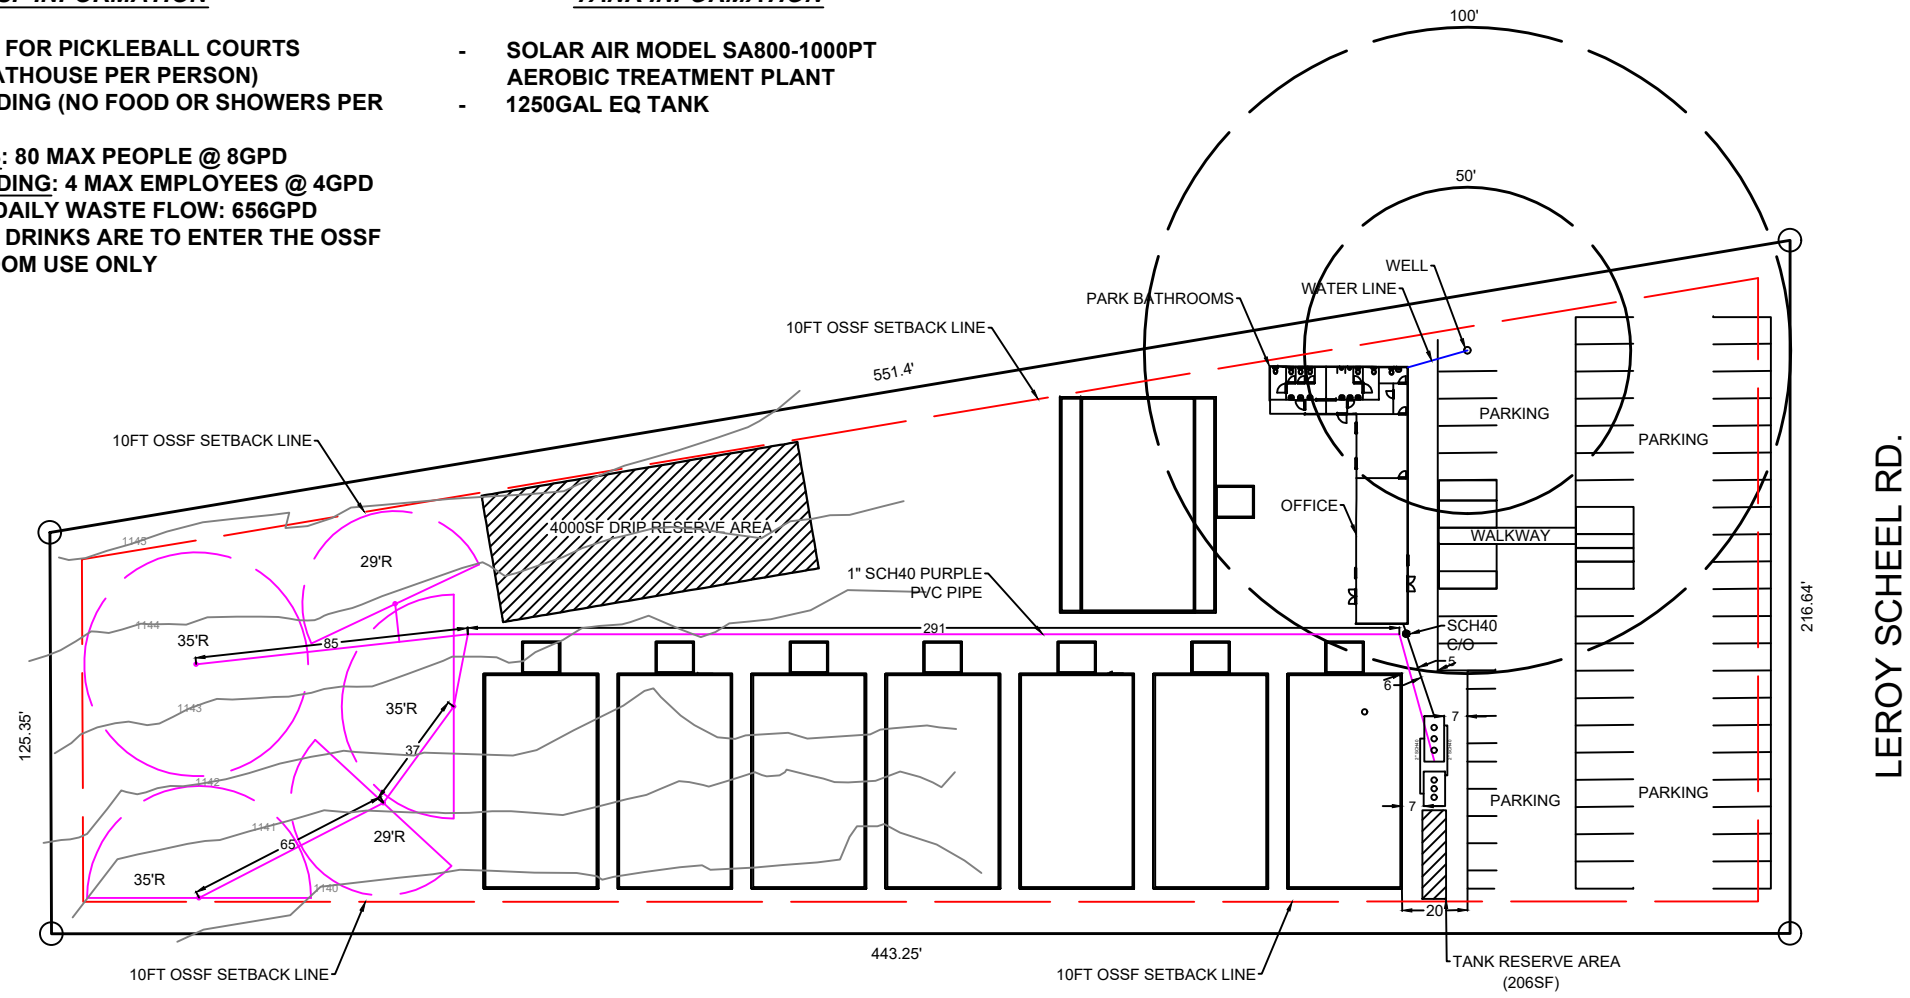 INFORMATION
TANK INFORMATION
FOR PICKLEBALL COURTS
ATHOUSE PER PERSON)
DING (NO FOOD OR SHOWERS PER
: 80 MAX PEOPLE @ 8GPD
DING: 4 MAX EMPLOYEES @ 4GPD
DAILY WASTE FLOW: 656GPD
DRINKS ARE TO ENTER THE OSSF
OM USE ONLY
- SOLAR AIR MODEL SA800-1000PT
AEROBIC TREATMENT PLANT
- 1250GAL EQ TANK
100'
50'
WELL
WATER LINE
PARK BATHROOMS
10FT OSSF SETBACK LINE
551.4'
10FT OSSF SETBACK LINE
PARKING
PARKING
OFFICE
WALKWAY
4000SF DRIP RESERVE AREA
1145
29'R
1" SCH40 PURPLE
PVC PIPE
1144
35'R
85
291
SCH40
C/O
5
6
216.64'
LEROY SCHEEL RD.
1143
35'R
37
7
125.35'
1142
7
PARKING
PARKING
1141
29'R
65
35'R
1140
20'
443.25'
10FT OSSF SETBACK LINE
10FT OSSF SETBACK LINE
TANK RESERVE AREA
(206SF)